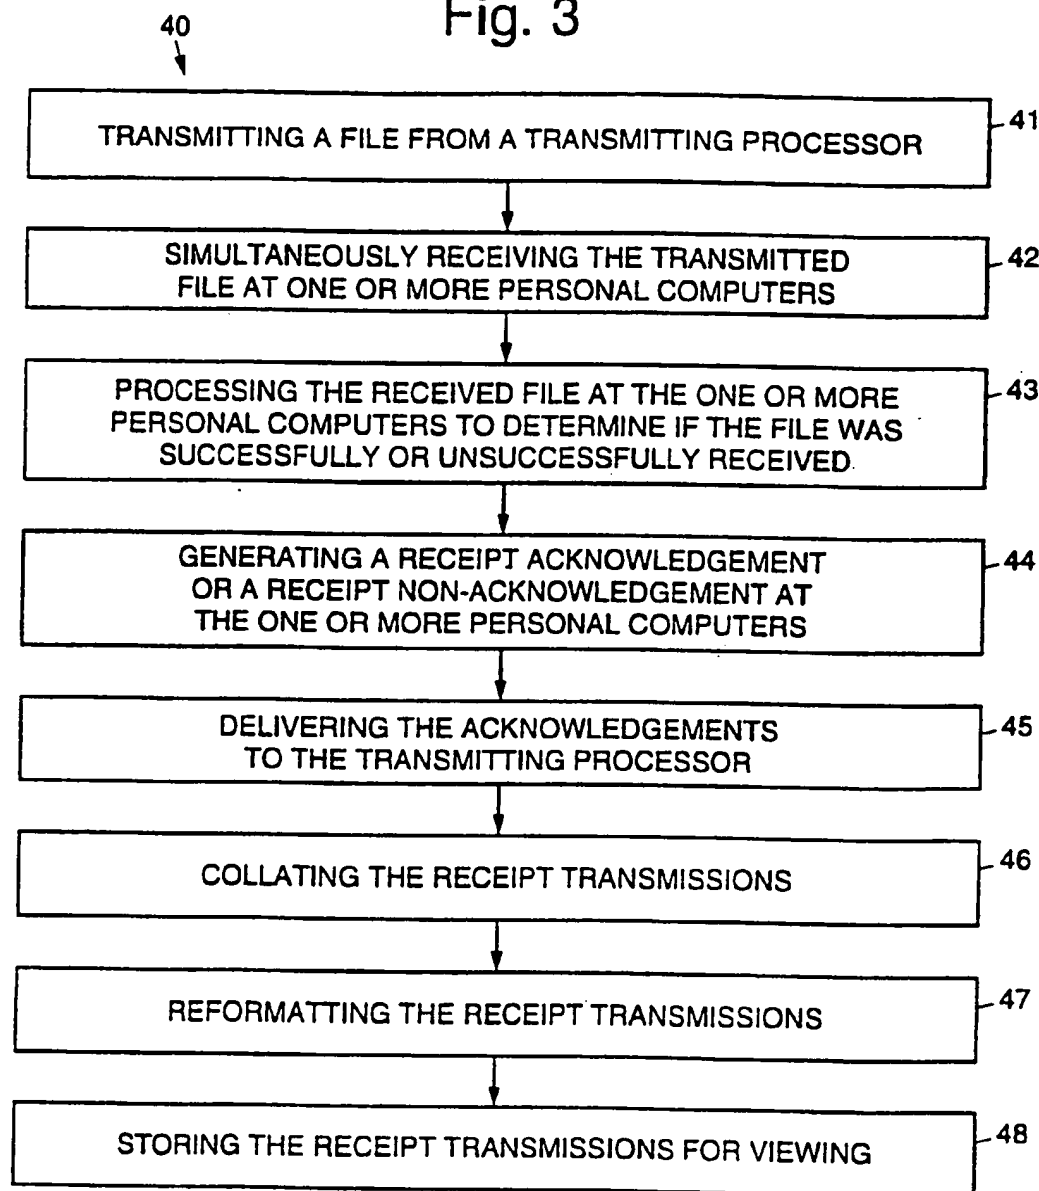 Fig. 3
40
TRANSMITTING A FILE FROM A TRANSMITTING PROCESSOR
41
SIMULTANEOUSLY RECEIVING THE TRANSMITTED
FILE AT ONE OR MORE PERSONAL COMPUTERS
42
PROCESSING THE RECEIVED FILE AT THE ONE OR MORE
PERSONAL COMPUTERS TO DETERMINE IF THE FILE WAS
SUCCESSFULLY OR UNSUCCESSFULLY RECEIVED
43
GENERATING A RECEIPT ACKNOWLEDGEMENT
OR A RECEIPT NON-ACKNOWLEDGEMENT AT
THE ONE OR MORE PERSONAL COMPUTERS
44
DELIVERING THE ACKNOWLEDGEMENTS
TO THE TRANSMITTING PROCESSOR
45
COLLATING THE RECEIPT TRANSMISSIONS
46
REFORMATTING THE RECEIPT TRANSMISSIONS
47
STORING THE RECEIPT TRANSMISSIONS FOR VIEWING
48